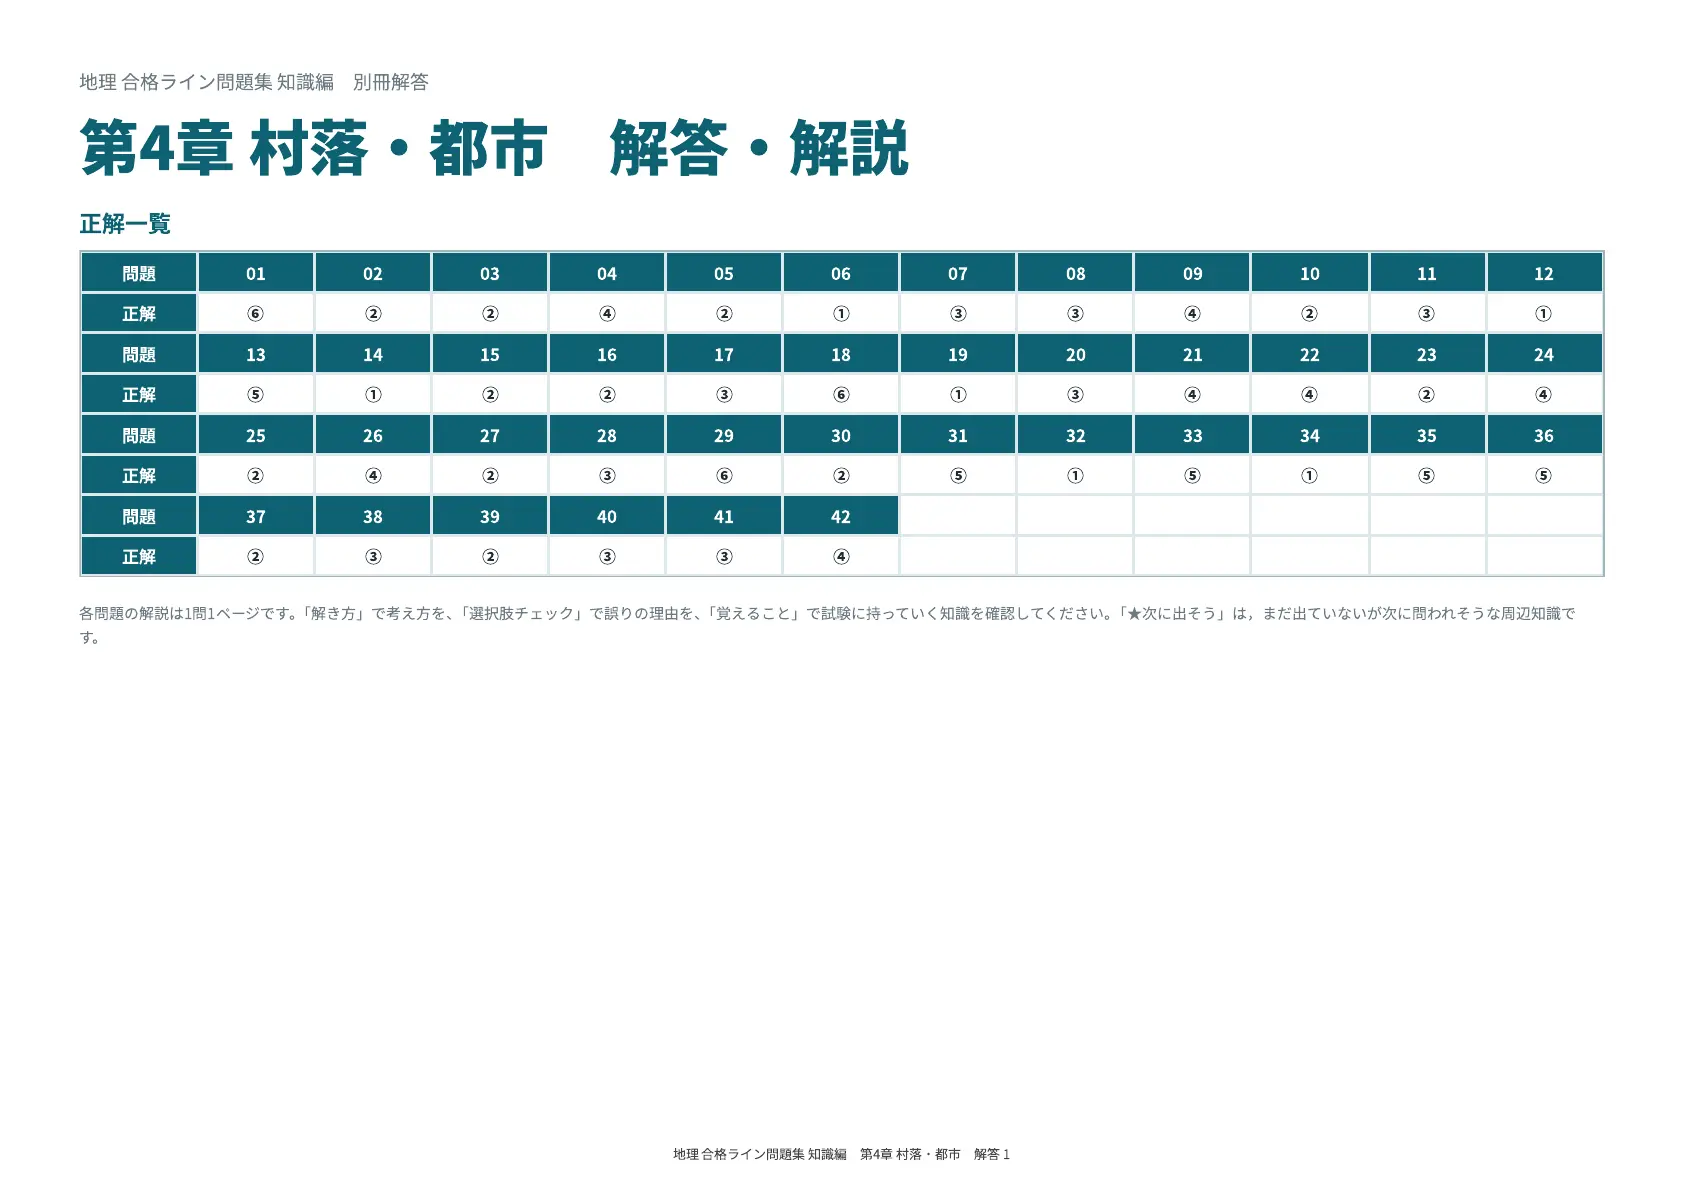 地理 合格ライン問題集 知識編　別冊解答
第4章 村落・都市　解答・解説
正解一覧
問題 01 02 03 04 05 06 07 08 09 10 11 12
正解 ⑥ ② ② ④ ② ① ③ ③ ④ ② ③ ①
問題 13 14 15 16 17 18 19 20 21 22 23 24
正解 ⑤ ① ② ② ③ ⑥ ① ③ ④ ④ ② ④
問題 25 26 27 28 29 30 31 32 33 34 35 36
正解 ② ④ ② ③ ⑥ ② ⑤ ① ⑤ ① ⑤ ⑤
問題 37 38 39 40 41 42
正解 ② ③ ② ③ ③ ④
各問題の解説は1問1ページです。「解き方」で考え方を、「選択肢チェック」で誤りの理由を、「覚えること」で試験に持っていく知識を確認してください。「★次に出そう」は，まだ出ていないが次に問われそうな周辺知識で
す。
地理 合格ライン問題集 知識編　第4章 村落・都市　解答 1